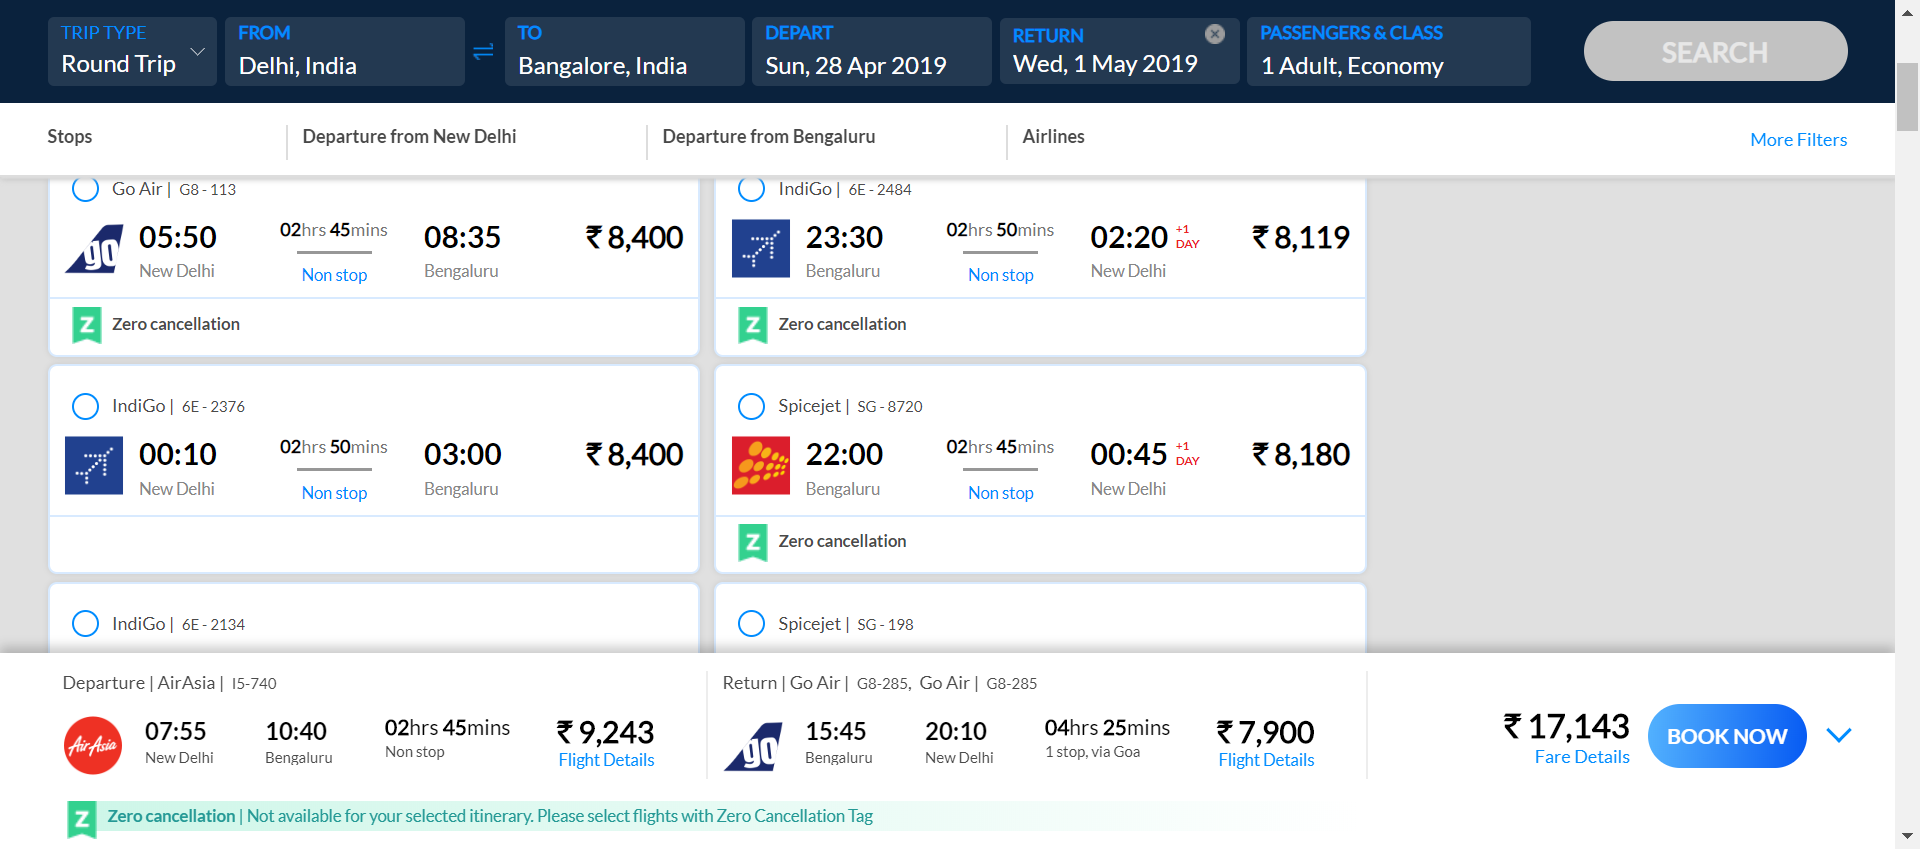 TRIP TYPE
Round Trip
FROM
Delhi, India
TO
Bangalore, India
DEPART
Sun, 28 Apr 2019
RETURN
Wed, 1 May 2019
PASSENGERS & CLASS
1 Adult, Economy
SEARCH
Stops
Departure from New Delhi
Departure from Bengaluru
Airlines
More Filters
Go Air | G8 - 113
go
05:50
New Delhi
02hrs 45mins
Non stop
08:35
Bengaluru
₹ 8,400
Z Zero cancellation
IndiGo | 6E - 2484
23:30
Bengaluru
02hrs 50mins
Non stop
02:20 +1 DAY
New Delhi
₹ 8,119
Z Zero cancellation
IndiGo | 6E - 2376
00:10
New Delhi
02hrs 50mins
Non stop
03:00
Bengaluru
₹ 8,400
Spicejet | SG - 8720
22:00
Bengaluru
02hrs 45mins
Non stop
00:45 +1 DAY
New Delhi
₹ 8,180
Z Zero cancellation
IndiGo | 6E - 2134
Spicejet | SG - 198
Departure | AirAsia | I5-740
AirAsia
07:55
New Delhi
10:40
Bengaluru
02hrs 45mins
Non stop
₹ 9,243
Flight Details
Return | Go Air | G8-285, Go Air | G8-285
go
15:45
Bengaluru
20:10
New Delhi
04hrs 25mins
1 stop, via Goa
₹ 7,900
Flight Details
₹ 17,143
Fare Details
BOOK NOW
Z Zero cancellation | Not available for your selected itinerary. Please select flights with Zero Cancellation Tag